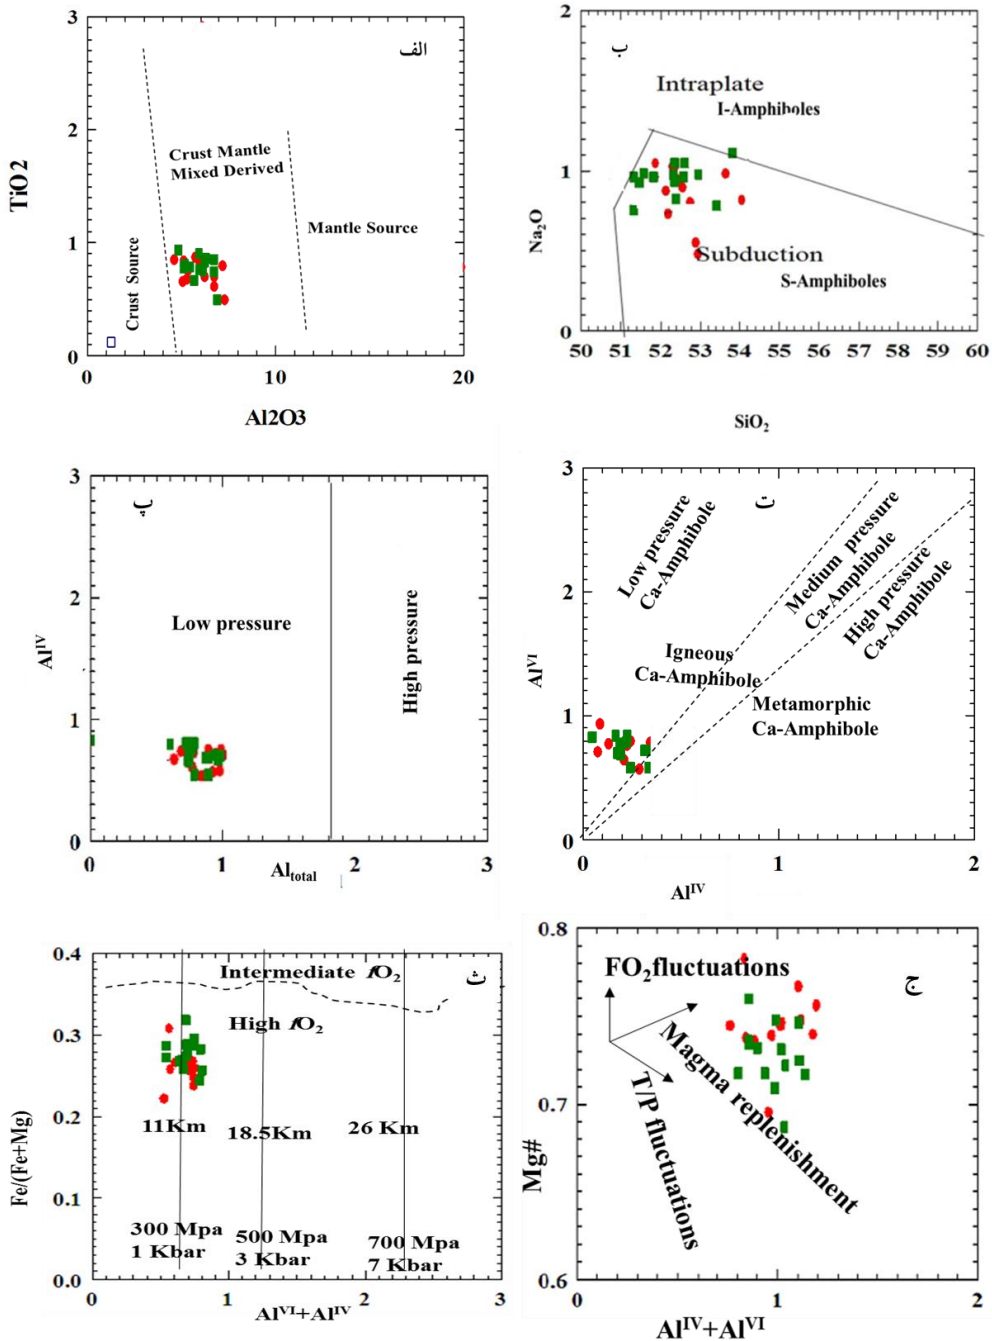 الف
3
2
1
0
TiO2
Crust Mantle
Mixed Derived
Mantle Source
Crust Source
0 10 20
Al2O3
ب
2
1
0
Na₂O
Intraplate
I-Amphiboles
Subduction
S-Amphiboles
50 51 52 53 54 55 56 57 58 59 60
SiO₂
پ
3
2
1
0
Alᴵⱽ
Low pressure
High pressure
0 1 2 3
Al total
ت
3
2
1
0
Alⱽᴵ
Low pressure
Ca-Amphibole
Medium pressure
Ca-Amphibole
High pressure
Ca-Amphibole
Igneous
Ca-Amphibole
Metamorphic
Ca-Amphibole
0 1 2
Alᴵⱽ
ث
0.4
0.3
0.2
0.1
0.0
Fe/(Fe+Mg)
Intermediate fO₂
High fO₂
11Km
18.5Km
26 Km
300 Mpa
1 Kbar
500 Mpa
3 Kbar
700 Mpa
7 Kbar
0 1 2 3
Alⱽᴵ+Alᴵⱽ
ج
0.8
0.7
0.6
Mg#
FO₂fluctuations
Magma replenishment
T/P fluctuations
0 1 2
Alᴵⱽ+Alⱽᴵ